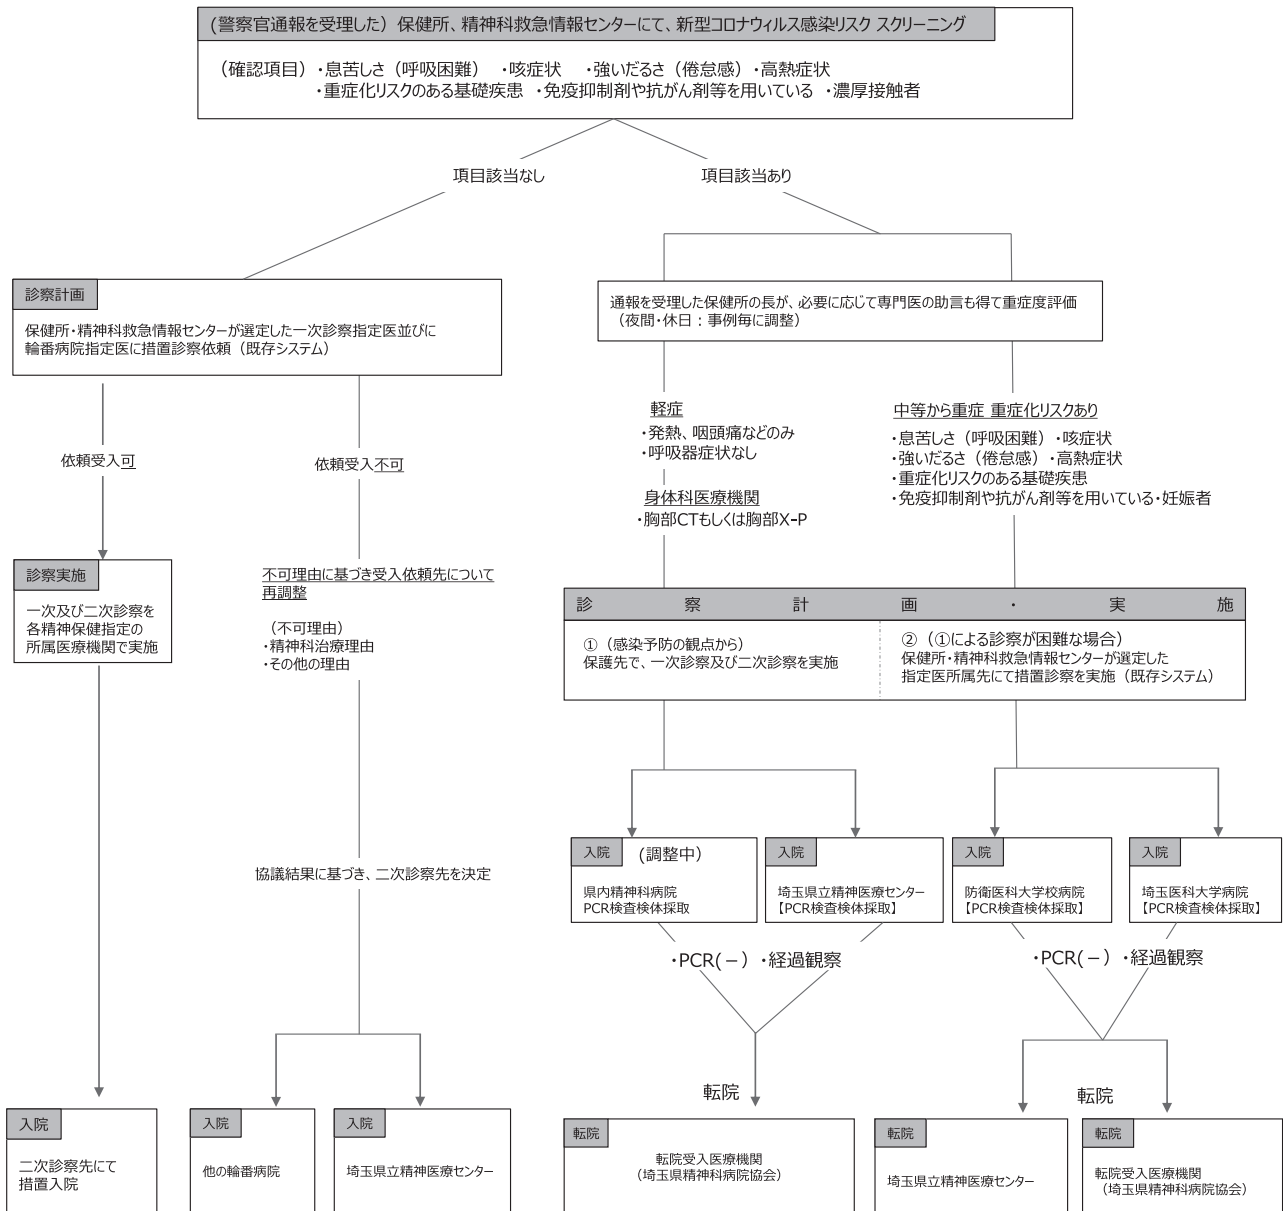 (警察官通報を受理した）保健所、精神科救急情報センターにて、新型コロナウィルス感染リスク スクリーニング
（確認項目）・息苦しさ（呼吸困難） ・咳症状 ・強いだるさ（倦怠感）・高熱症状
・重症化リスクのある基礎疾患 ・免疫抑制剤や抗がん剤等を用いている ・濃厚接触者
項目該当なし
項目該当あり
診察計画
保健所・精神科救急情報センターが選定した一次診察指定医並びに
輪番病院指定医に措置診察依頼（既存システム）
通報を受理した保健所の長が、必要に応じて専門医の助言も得て重症度評価
（夜間・休日：事例毎に調整）
依頼受入可
依頼受入不可
軽症
・発熱、咽頭痛などのみ
・呼吸器症状なし
身体科医療機関
・胸部CTもしくは胸部X-P
中等から重症 重症化リスクあり
・息苦しさ（呼吸困難）・咳症状
・強いだるさ（倦怠感）・高熱症状
・重症化リスクのある基礎疾患
・免疫抑制剤や抗がん剤等を用いている・妊娠者
診察実施
一次及び二次診察を
各精神保健指定の
所属医療機関で実施
不可理由に基づき受入依頼先について
再調整
（不可理由）
・精神科治療理由
・その他の理由
診察計画・実施
①（感染予防の観点から）
保護先で、一次診察及び二次診察を実施
②（①による診察が困難な場合）
保健所・精神科救急情報センターが選定した
指定医所属先にて措置診察を実施（既存システム）
協議結果に基づき、二次診察先を決定
入院 (調整中）
県内精神科病院
PCR検査検体採取
入院
埼玉県立精神医療センター
【PCR検査検体採取】
入院
防衛医科大学校病院
【PCR検査検体採取】
入院
埼玉医科大学病院
【PCR検査検体採取】
・PCR(－）・経過観察
・PCR(－）・経過観察
転院
転院
入院
二次診察先にて
措置入院
入院
他の輪番病院
入院
埼玉県立精神医療センター
転院
転院受入医療機関
（埼玉県精神科病院協会）
転院
埼玉県立精神医療センター
転院
転院受入医療機関
（埼玉県精神科病院協会）